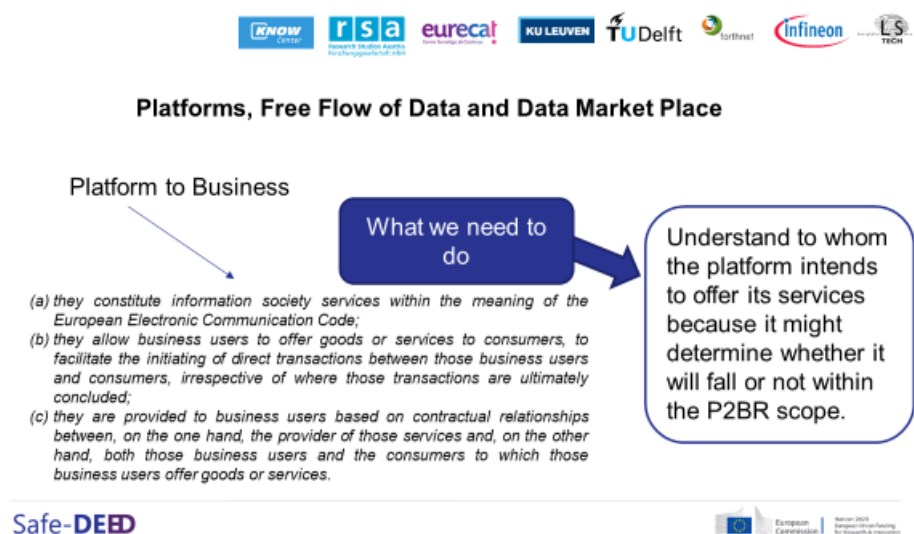 KNOW
Center
rsa
Research Studios Austria
Forschungsgesellschaft mbH
eurecat
Centre Tecnològic de Catalunya
KU LEUVEN
TUDelft
forthnet
infineon
LS
TECH
Platforms, Free Flow of Data and Data Market Place
Platform to Business
What we need to
do
Understand to whom
the platform intends
to offer its services
because it might
determine whether it
will fall or not within
the P2BR scope.
(a) they constitute information society services within the meaning of the
European Electronic Communication Code;
(b) they allow business users to offer goods or services to consumers, to
facilitate the initiating of direct transactions between those business users
and consumers, irrespective of where those transactions are ultimately
concluded;
(c) they are provided to business users based on contractual relationships
between, on the one hand, the provider of those services and, on the other
hand, both those business users and the consumers to which those
business users offer goods or services.
Safe-DEED
European
Commission
Horizon 2020
European Union funding
for Research & Innovation